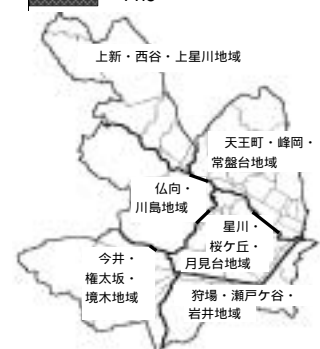 上新・西谷・上星川地域
天王町・峰岡・
常盤台地域
仏向・
川島地域
星川・
桜ケ丘・
月見台地域
今井・
権太坂・
境木地域
狩場・瀬戸ケ谷・
岩井地域